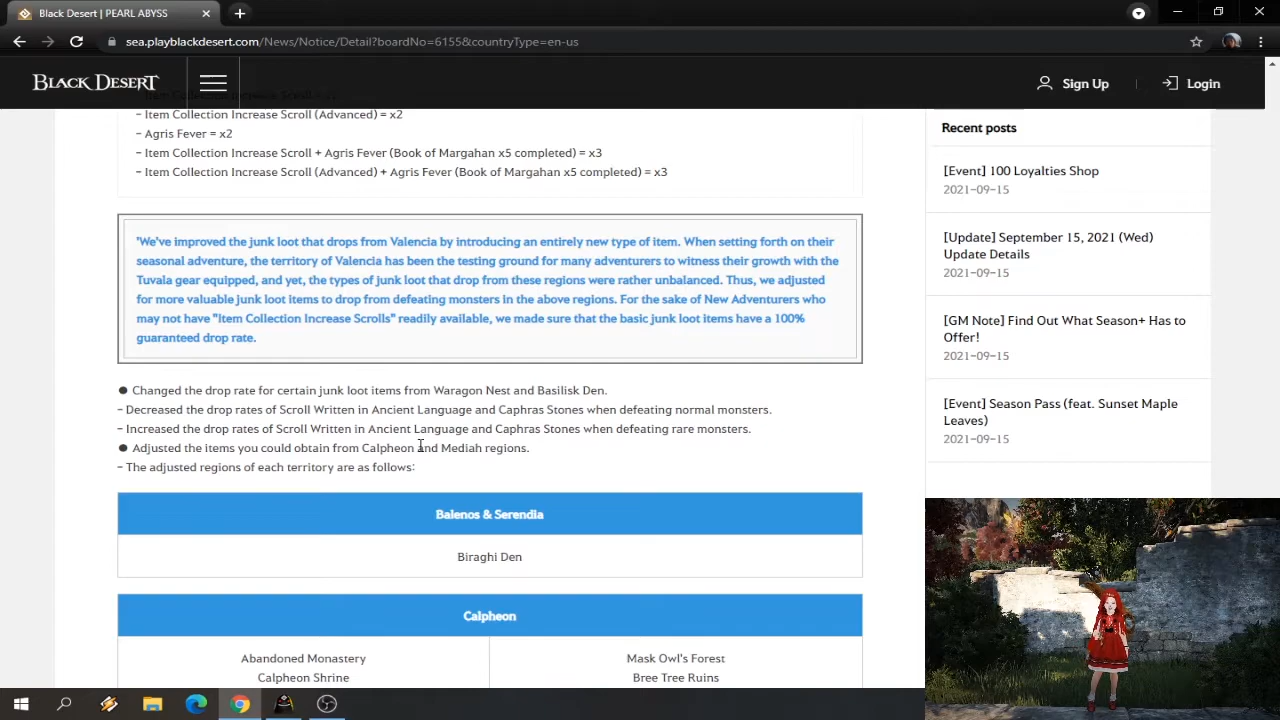 Black Desert | PEARL ABYSS
sea.playblackdesert.com/News/Notice/Detail?boardNo=6155&countryType=en-us
BLACK DESERT
Sign Up
Login
– Item Collection Increase Scroll (Advanced) = x2
– Agris Fever = x2
– Item Collection Increase Scroll + Agris Fever (Book of Margahan x5 completed) = x3
– Item Collection Increase Scroll (Advanced) + Agris Fever (Book of Margahan x5 completed) = x3
'We've improved the junk loot that drops from Valencia by introducing an entirely new type of item. When setting forth on their
seasonal adventure, the territory of Valencia has been the testing ground for many adventurers to witness their growth with the
Tuvala gear equipped, and yet, the types of junk loot that drop from these regions were rather unbalanced. Thus, we adjusted
for more valuable junk loot items to drop from defeating monsters in the above regions. For the sake of New Adventurers who
may not have "Item Collection Increase Scrolls" readily available, we made sure that the basic junk loot items have a 100%
guaranteed drop rate.
● Changed the drop rate for certain junk loot items from Waragon Nest and Basilisk Den.
– Decreased the drop rates of Scroll Written in Ancient Language and Caphras Stones when defeating normal monsters.
– Increased the drop rates of Scroll Written in Ancient Language and Caphras Stones when defeating rare monsters.
● Adjusted the items you could obtain from Calpheon and Mediah regions.
– The adjusted regions of each territory are as follows:
Balenos & Serendia
Biraghi Den
Calpheon
Abandoned Monastery
Calpheon Shrine
Mask Owl's Forest
Bree Tree Ruins
Recent posts
[Event] 100 Loyalties Shop
2021-09-15
[Update] September 15, 2021 (Wed)
Update Details
2021-09-15
[GM Note] Find Out What Season+ Has to
Offer!
2021-09-15
[Event] Season Pass (feat. Sunset Maple
Leaves)
2021-09-15